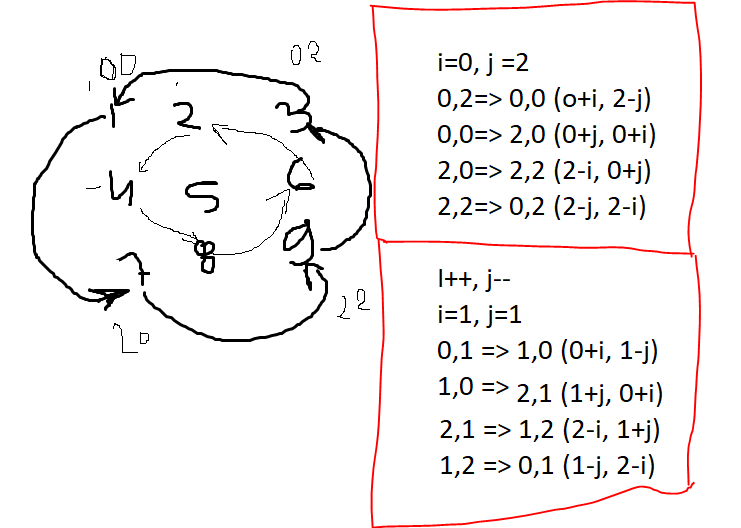 00 02
1 2 3
4 5 6
7 8 9
20 22
i=0, j =2
0,2=> 0,0 (o+i, 2-j)
0,0=> 2,0 (0+j, 0+i)
2,0=> 2,2 (2-i, 0+j)
2,2=> 0,2 (2-j, 2-i)
I++, j--
i=1, j=1
0,1 => 1,0 (0+i, 1-j)
1,0 => 2,1 (1+j, 0+i)
2,1 => 1,2 (2-i, 1+j)
1,2 => 0,1 (1-j, 2-i)